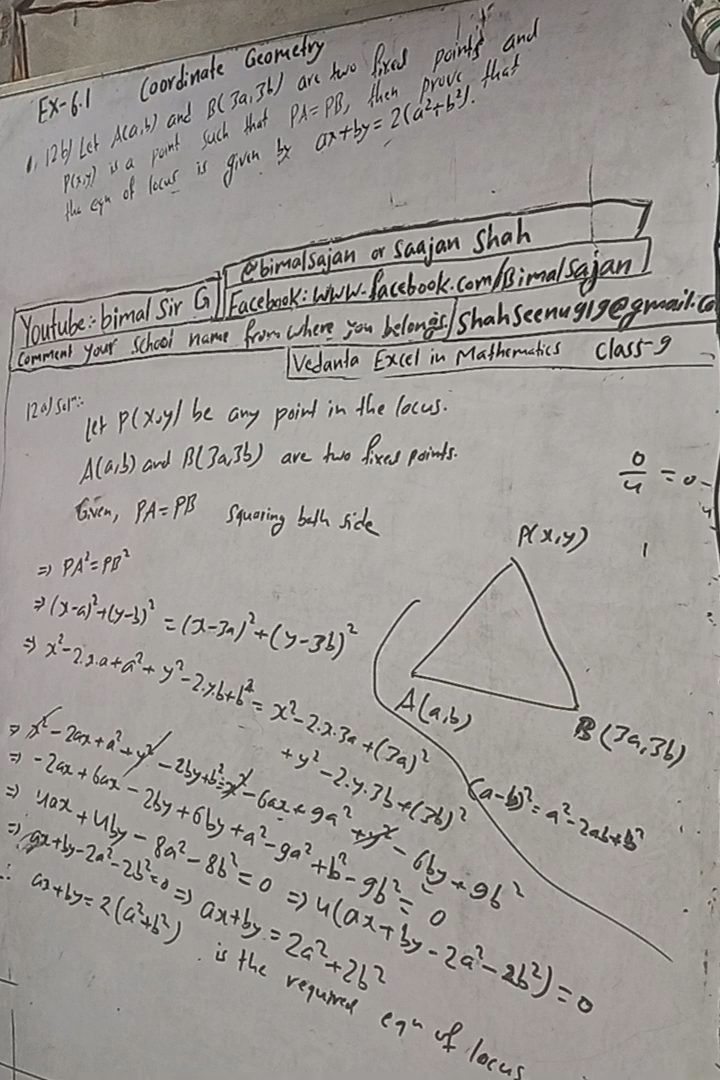 Ex-6.1 Coordinate Geometry
1. 12b) Let A(a,b) and B(3a,3b) are two fixed points and
P(x,y) is a point such that PA=PB, then prove that
the eqn of locus is given by ax+by=2(a²+b²).
@bimalsajan or Saajan Shah
Youtube:- bimal Sir G
Facebook: www.facebook.com/Bimalsajan
Comment your school name from where you belongs.
Shahseenu919@gmail.co
Vedanta Excel in Mathematics Class-9
12a) Solⁿ:-
Let P(x,y) be any point in the locus.
A(a,b) and B(3a,3b) are two fixed points.
0/4 = 0
Given, PA=PB Squaring both side
P(x,y)
⇒ PA²=PB²
⇒ (x-a)²+(y-b)² = (x-3a)²+(y-3b)²
⇒ x²-2.x.a+a²+y²-2.y.b+b² = x²-2.x.3a+(3a)²
+y²-2.y.3b+(3b)²
A(a,b)
B(3a,3b)
(a-b)²=a²-2ab+b²
⇒ x²-2ax+a²+y²-2by+b²=x²-6ax+9a²+y²-6by+9b²
⇒ -2ax+6ax-2by+6by+a²-9a²+b²-9b²=0
⇒ 4ax+4by-8a²-8b²=0 ⇒ 4(ax+by-2a²-2b²)=0
⇒ ax+by-2a²-2b²=0 ⇒ ax+by=2a²+2b²
∴ ax+by=2(a²+b²) is the required eqn of locus